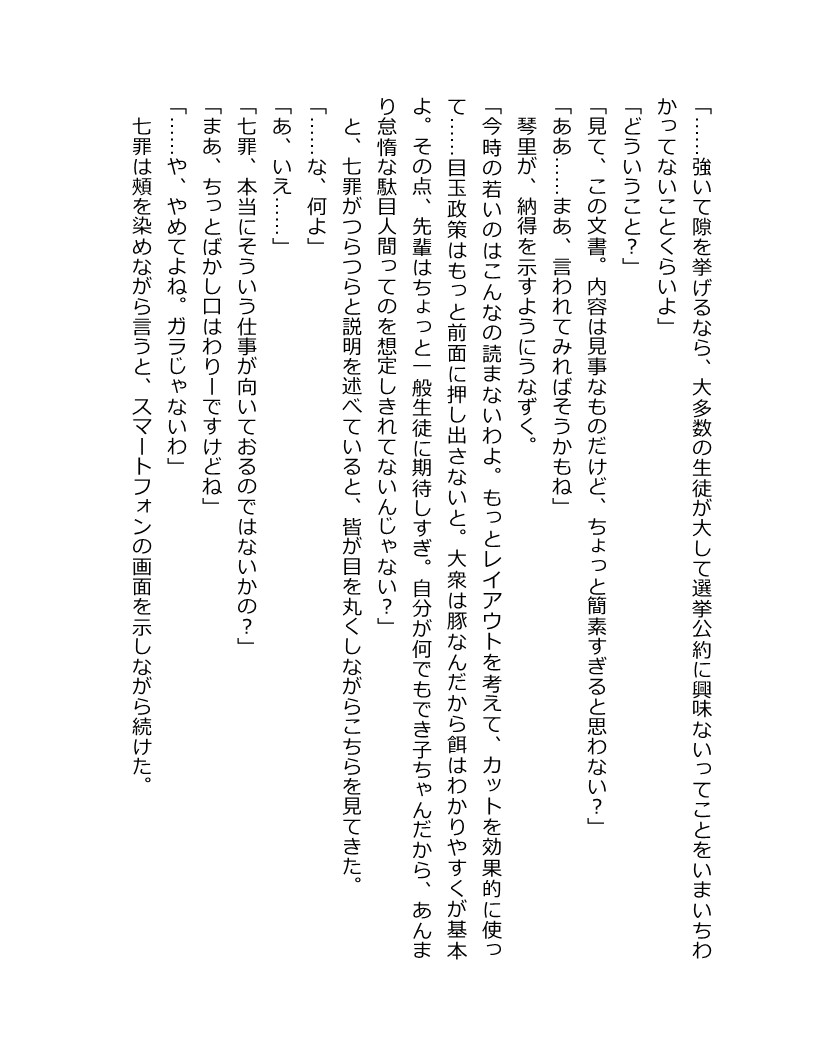 「……強いて隙を挙げるなら、大多数の生徒が大して選挙公約に興味ないってことをいまいちわ
かってないことくらいよ」
「どういうこと？」
「見て、この文書。内容は見事なものだけど、ちょっと簡素すぎると思わない？」
「ああ……まあ、言われてみればそうかもね」
　琴里が、納得を示すようにうなずく。
「今時の若いのはこんなの読まないわよ。もっとレイアウトを考えて、カットを効果的に使っ
て……目玉政策はもっと前面に押し出さないと。大衆は豚なんだから餌はわかりやすくが基本
よ。その点、先輩はちょっと一般生徒に期待しすぎ。自分が何でもでき子ちゃんだから、あんま
り怠惰な駄目人間ってのを想定しきれてないんじゃない？」
　と、七罪がつらつらと説明を述べていると、皆が目を丸くしながらこちらを見てきた。
「……な、何よ」
「あ、いえ……」
「七罪、本当にそういう仕事が向いておるのではないかの？」
「まあ、ちっとばかし口はわりーですけどね」
「……や、やめてよね。ガラじゃないわ」
　七罪は頰を染めながら言うと、スマートフォンの画面を示しながら続けた。